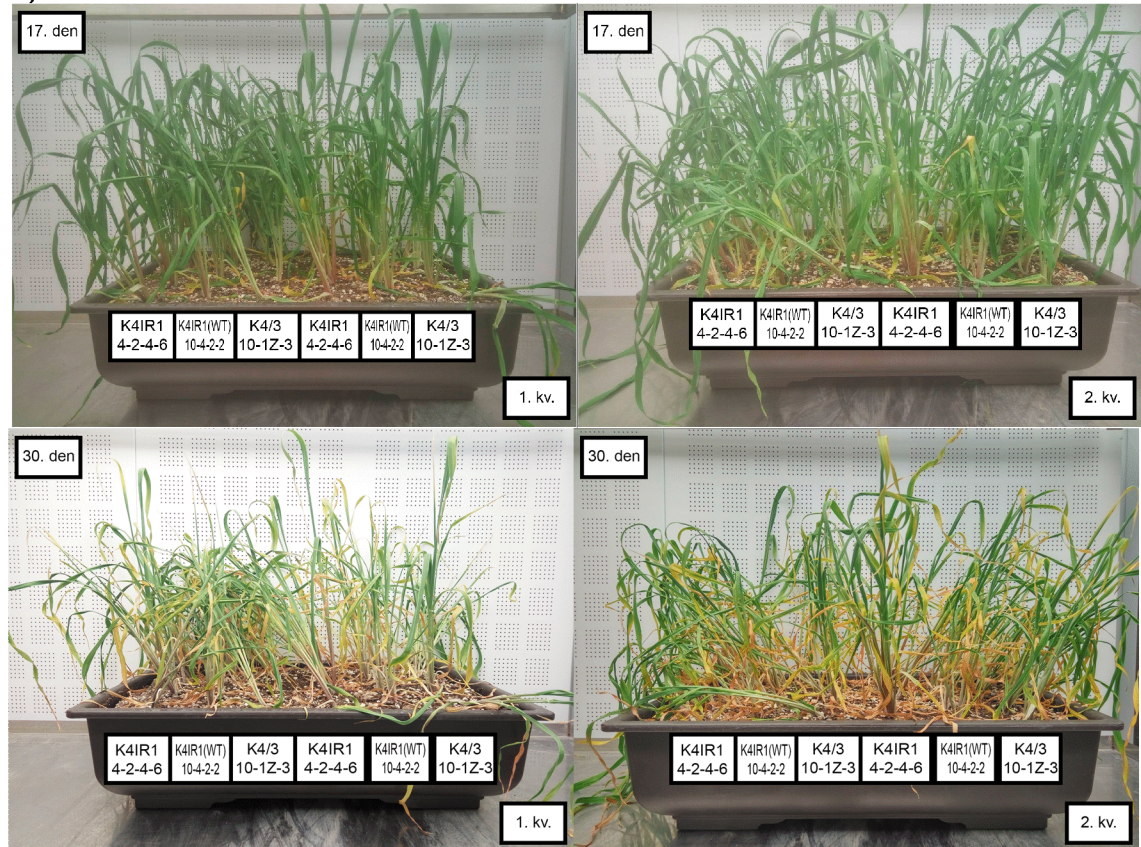 17. den
K4IR1 4-2-4-6
K4IR1(WT) 10-4-2-2
K4/3 10-1Z-3
K4IR1 4-2-4-6
K4IR1(WT) 10-4-2-2
K4/3 10-1Z-3
1. kv.
17. den
K4IR1 4-2-4-6
K4IR1(WT) 10-4-2-2
K4/3 10-1Z-3
K4IR1 4-2-4-6
K4IR1(WT) 10-4-2-2
K4/3 10-1Z-3
2. kv.
30. den
K4IR1 4-2-4-6
K4IR1(WT) 10-4-2-2
K4/3 10-1Z-3
K4IR1 4-2-4-6
K4IR1(WT) 10-4-2-2
K4/3 10-1Z-3
1. kv.
30. den
K4IR1 4-2-4-6
K4IR1(WT) 10-4-2-2
K4/3 10-1Z-3
K4IR1 4-2-4-6
K4IR1(WT) 10-4-2-2
K4/3 10-1Z-3
2. kv.